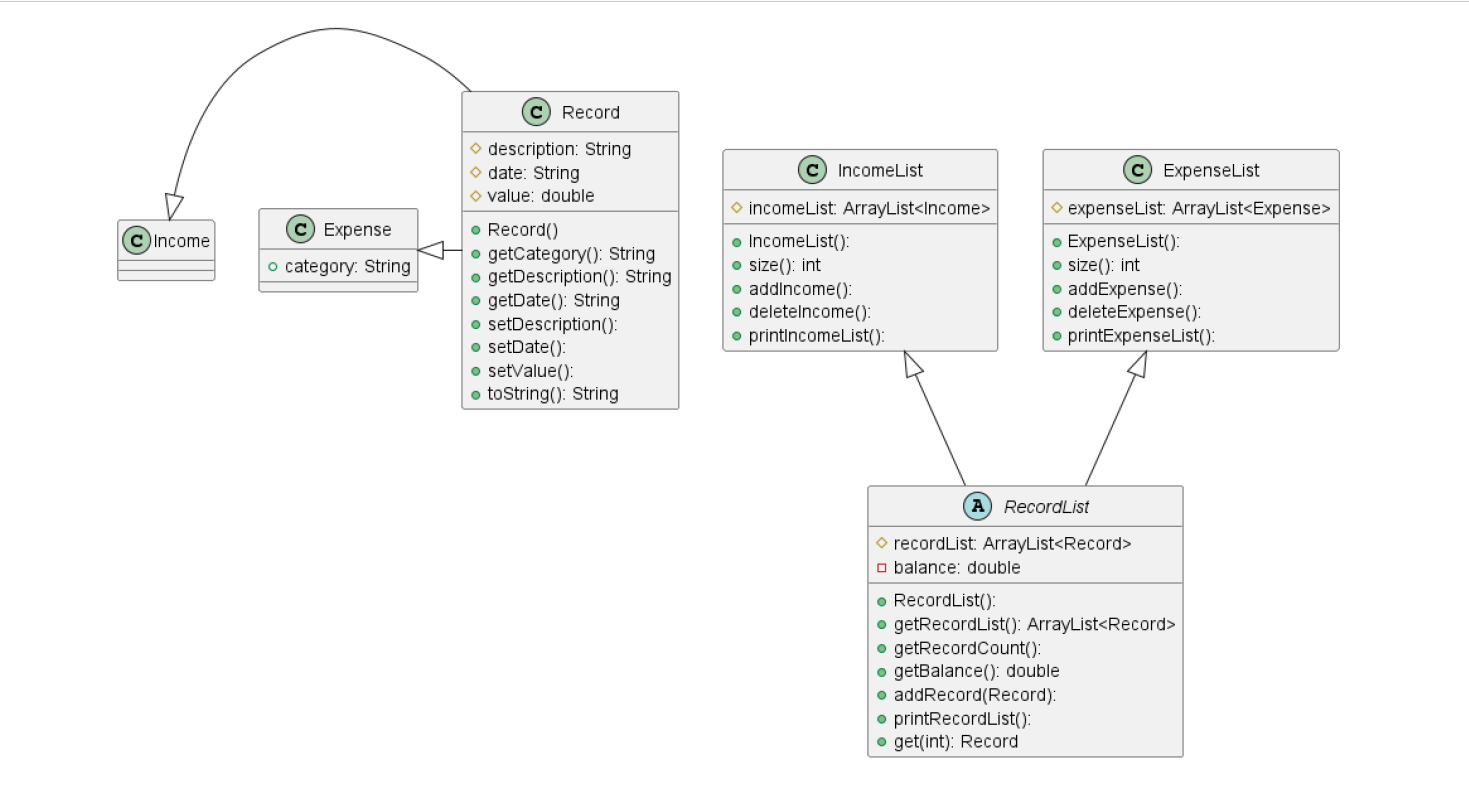 C Record
description: String
date: String
value: double
Record()
getCategory(): String
getDescription(): String
getDate(): String
setDescription():
setDate():
setValue():
toString(): String
C Income
C Expense
category: String
C IncomeList
incomeList: ArrayList<Income>
IncomeList():
size(): int
addIncome():
deleteIncome():
printIncomeList():
C ExpenseList
expenseList: ArrayList<Expense>
ExpenseList():
size(): int
addExpense():
deleteExpense():
printExpenseList():
A RecordList
recordList: ArrayList<Record>
balance: double
RecordList():
getRecordList(): ArrayList<Record>
getRecordCount():
getBalance(): double
addRecord(Record):
printRecordList():
get(int): Record